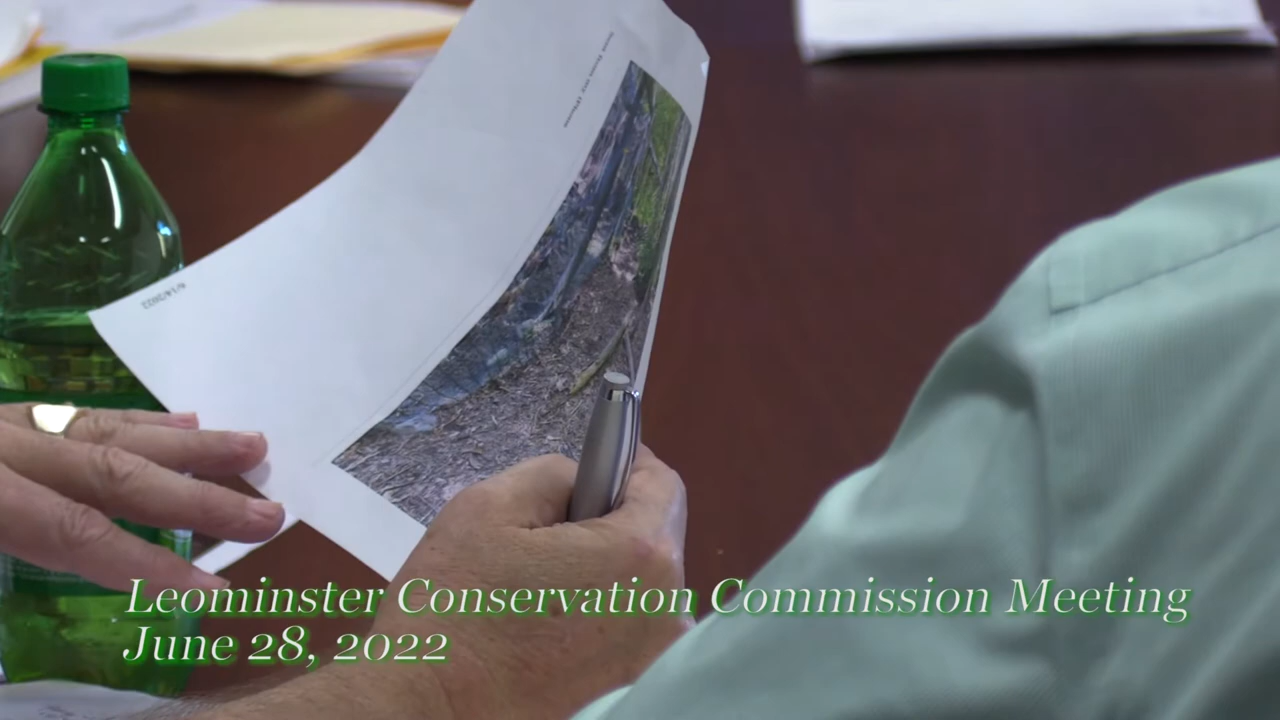 Leominster Conservation Commission Meeting
June 28, 2022